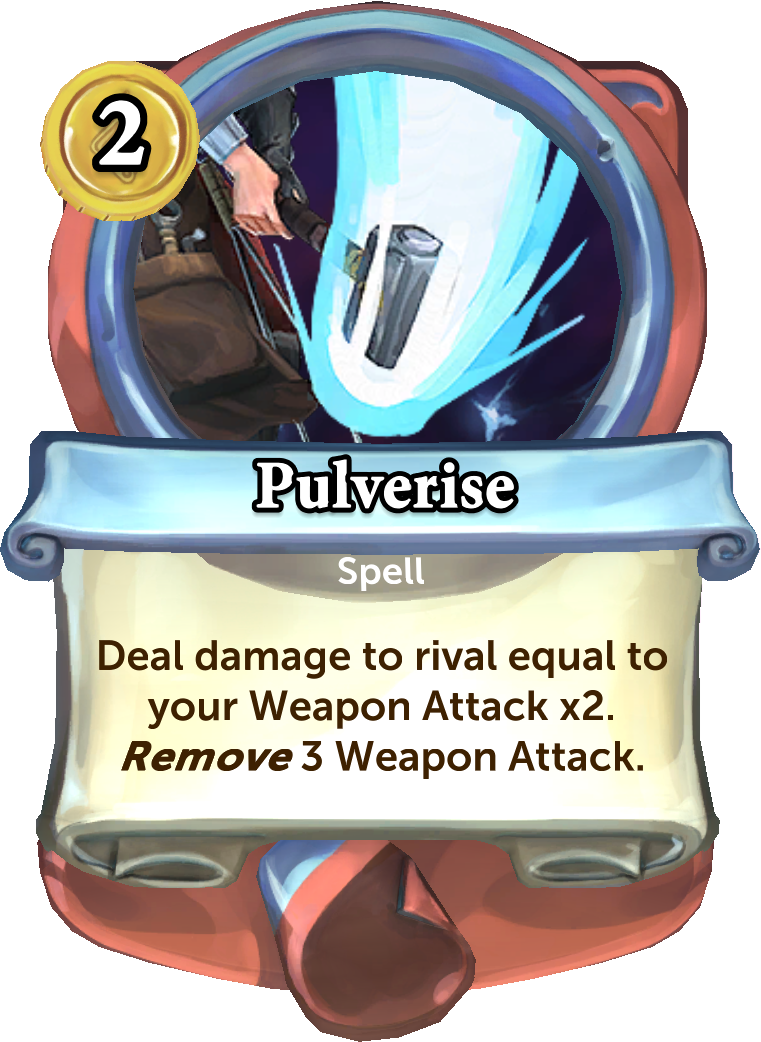 2
Pulverise
Spell
Deal damage to rival equal to
your Weapon Attack x2.
Remove 3 Weapon Attack.